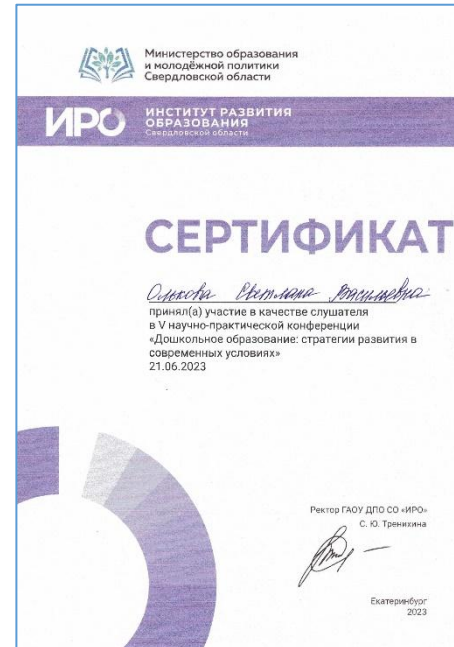 Министерство образования
и молодёжной политики
Свердловской области
ИРО
ИНСТИТУТ РАЗВИТИЯ
ОБРАЗОВАНИЯ
Свердловской области
СЕРТИФИКАТ
Олькова Светлана Васильевна
принял(а) участие в качестве слушателя
в V научно-практической конференции
«Дошкольное образование: стратегии развития в
современных условиях»
21.06.2023
Ректор ГАОУ ДПО СО «ИРО»
С. Ю. Тренихина
Екатеринбург
2023